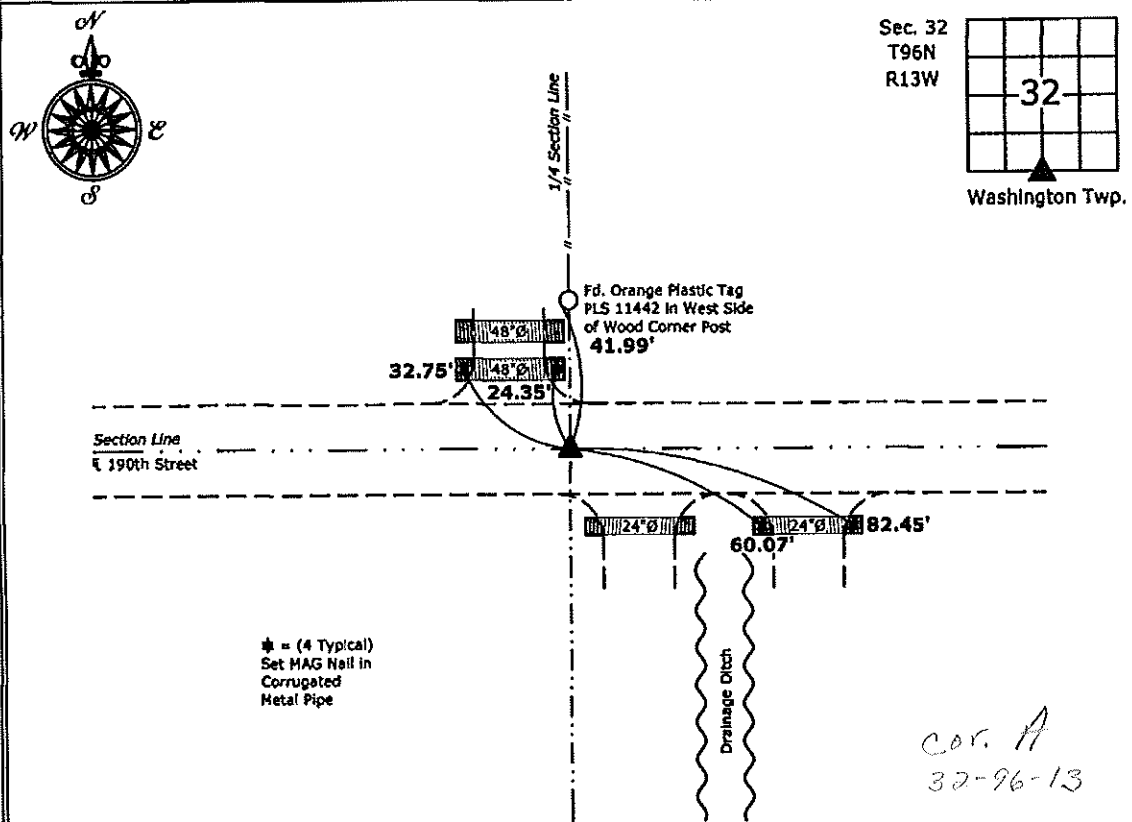 N
W
E
S
Sec. 32
T96N
R13W
32
Washington Twp.
1/4 Section Line
Fd. Orange Plastic Tag
PLS 11442 In West Side
of Wood Corner Post
41.99'
48"Ø
48"Ø
32.75'
24.35'
Section Line
℄ 190th Street
24"Ø
24"Ø
82.45'
60.07'
= (4 Typical)
Set MAG Nail in
Corrugated
Metal Pipe
Drainage Ditch
cor. A
32-96-13